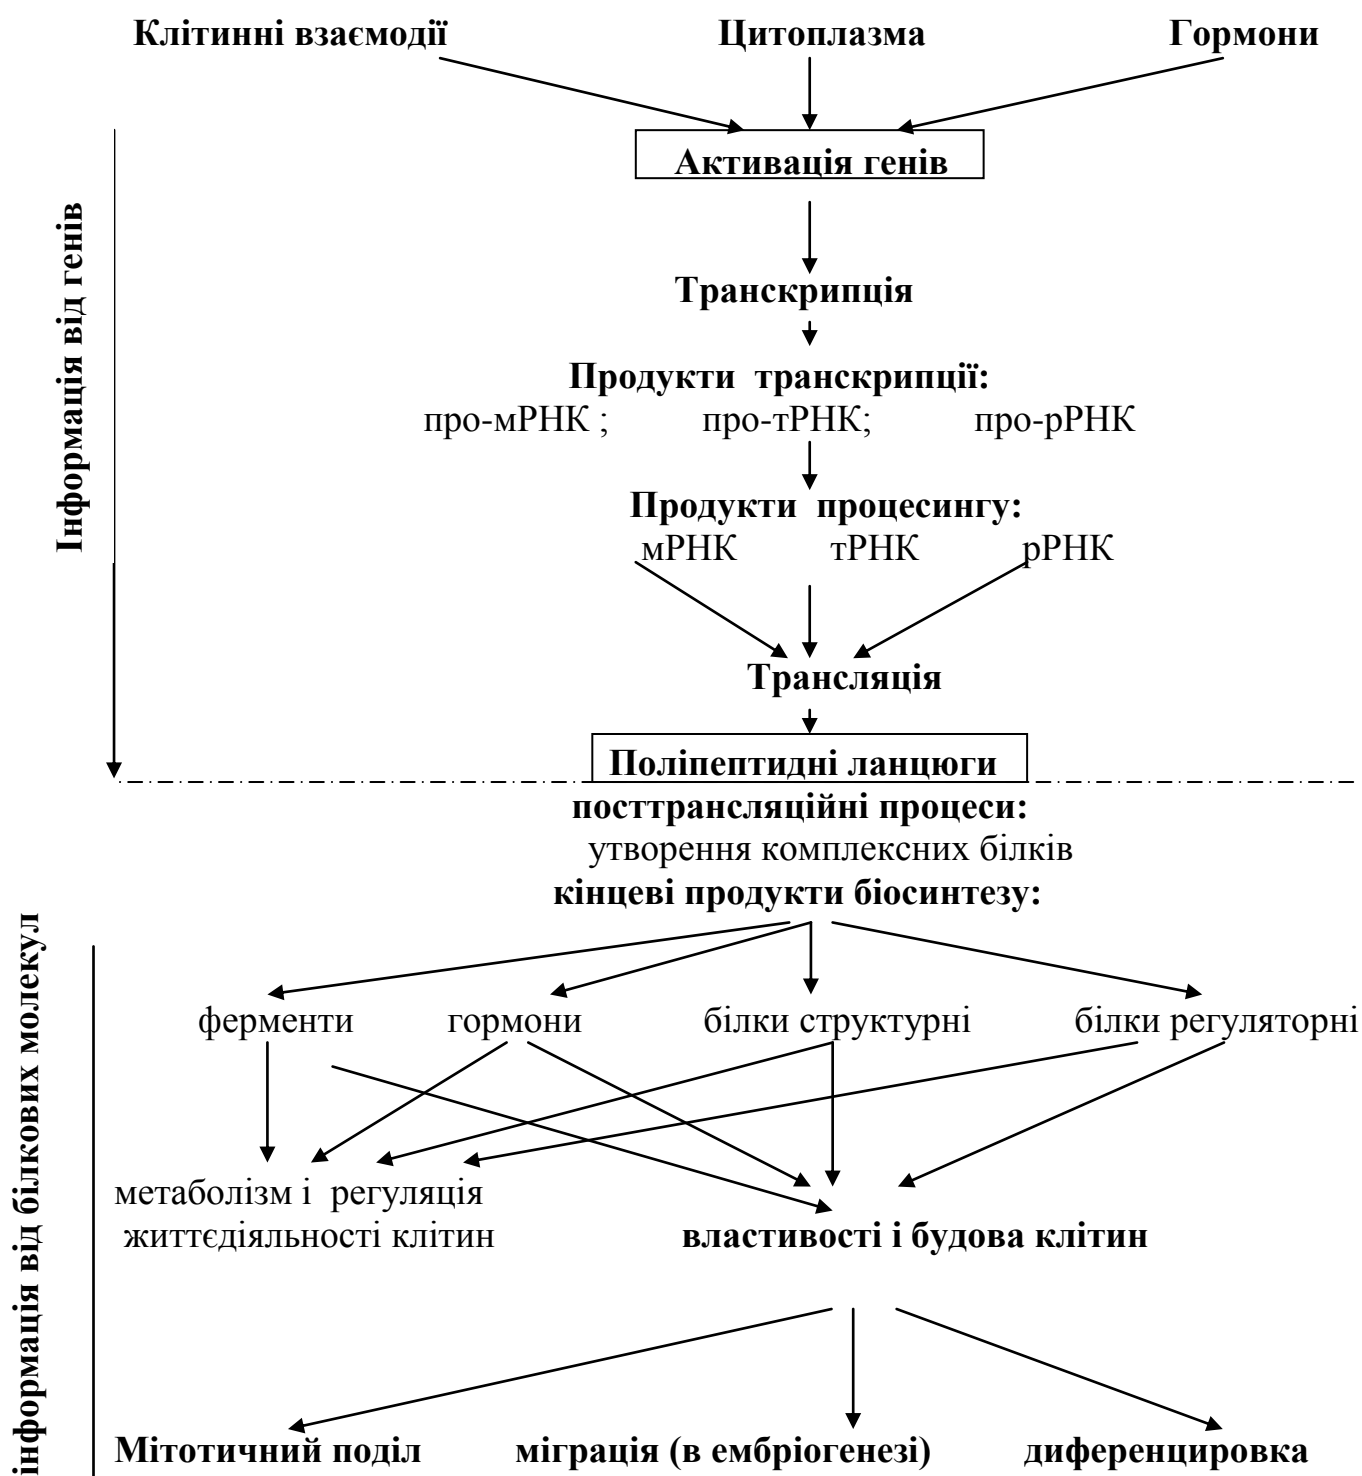 Клітинні взаємодії Цитоплазма Гормони
Активація генів
Інформація від генів
Транскрипція
Продукти транскрипції:
про-мРНК ; про-тРНК; про-рРНК
Продукти процесингу:
мРНК тРНК рРНК
Трансляція
Поліпептидні ланцюги
посттрансляційні процеси:
утворення комплексних білків
кінцеві продукти біосинтезу:
інформація від білкових молекул
ферменти гормони білки структурні білки регуляторні
метаболізм і регуляція
життєдіяльності клітин
властивості і будова клітин
Мітотичний поділ міграція (в ембріогенезі) диференцировка